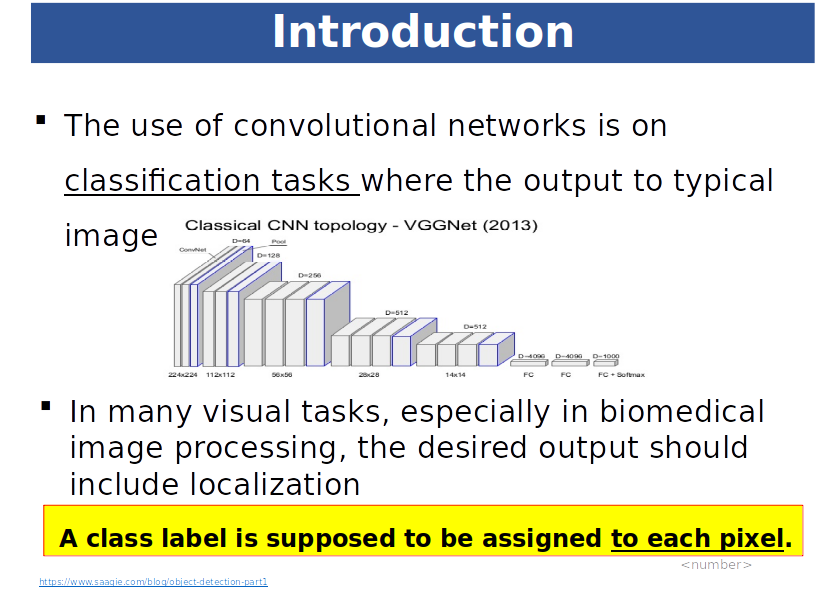 Introduction
▪ The use of convolutional networks is on
classification tasks where the output to typical
image
Classical CNN topology - VGGNet (2013)
ConvNet
D=64
Pool
D=128
D=256
D=512
D=512
D=4096 D=4096 D=1000
224x224 112x112 56x56 28x28 14x14 FC FC FC + Softmax
▪ In many visual tasks, especially in biomedical
image processing, the desired output should
include localization
A class label is supposed to be assigned to each pixel.
<number>
https://www.saagie.com/blog/object-detection-part1